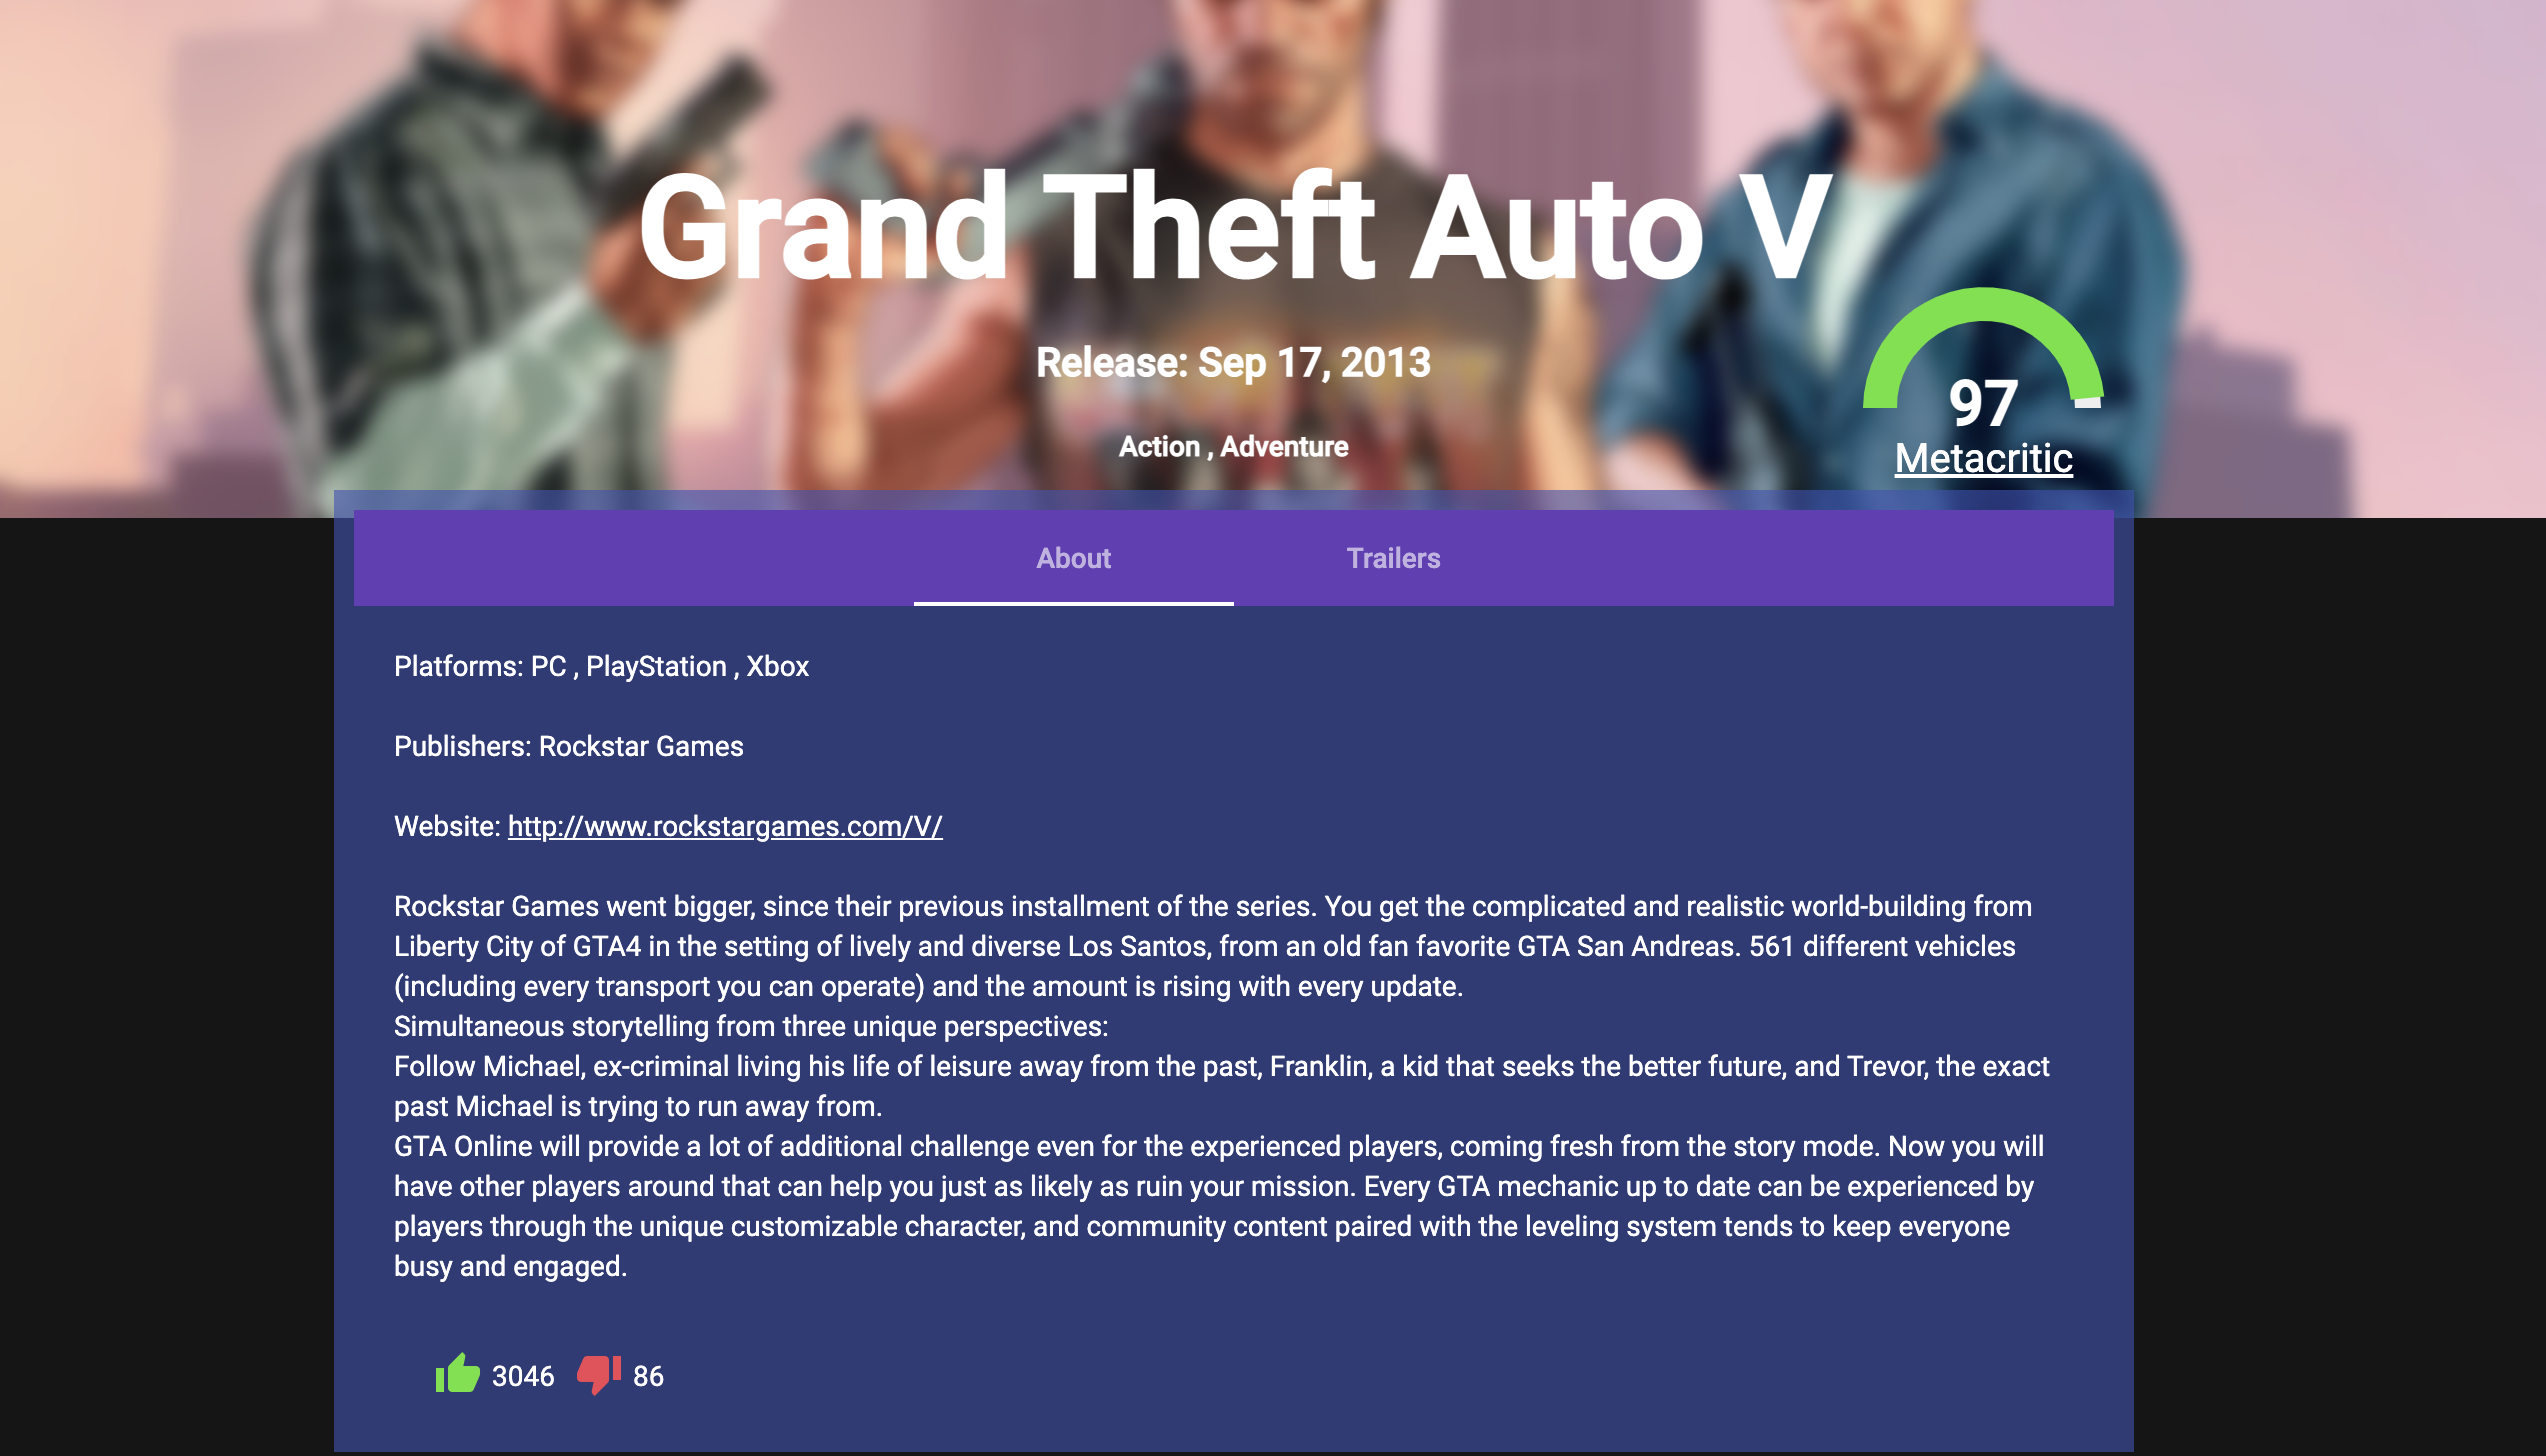 Grand Theft Auto V
Release: Sep 17, 2013
Action , Adventure
97
Metacritic
About
Trailers
Platforms: PC , PlayStation , Xbox
Publishers: Rockstar Games
Website: http://www.rockstargames.com/V/
Rockstar Games went bigger, since their previous installment of the series. You get the complicated and realistic world-building from
Liberty City of GTA4 in the setting of lively and diverse Los Santos, from an old fan favorite GTA San Andreas. 561 different vehicles
(including every transport you can operate) and the amount is rising with every update.
Simultaneous storytelling from three unique perspectives:
Follow Michael, ex-criminal living his life of leisure away from the past, Franklin, a kid that seeks the better future, and Trevor, the exact
past Michael is trying to run away from.
GTA Online will provide a lot of additional challenge even for the experienced players, coming fresh from the story mode. Now you will
have other players around that can help you just as likely as ruin your mission. Every GTA mechanic up to date can be experienced by
players through the unique customizable character, and community content paired with the leveling system tends to keep everyone
busy and engaged.
3046
86